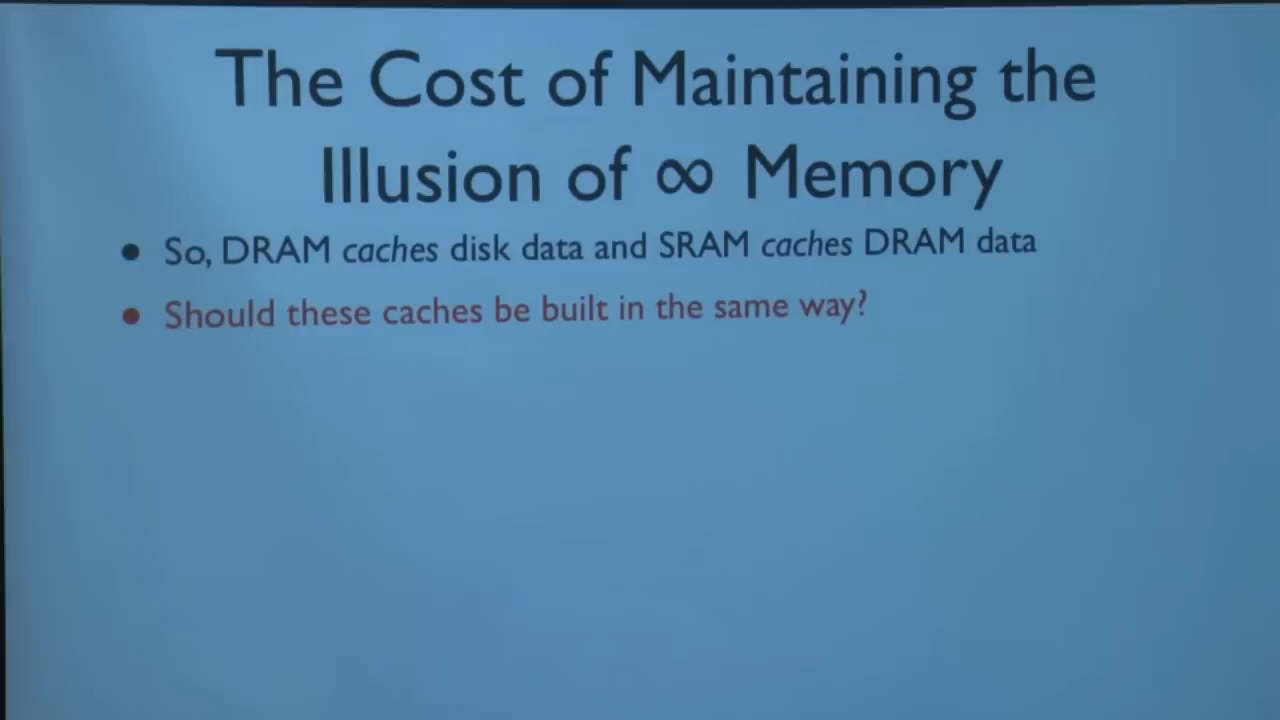 The Cost of Maintaining the
Illusion of ∞ Memory
• So, DRAM caches disk data and SRAM caches DRAM data
• Should these caches be built in the same way?